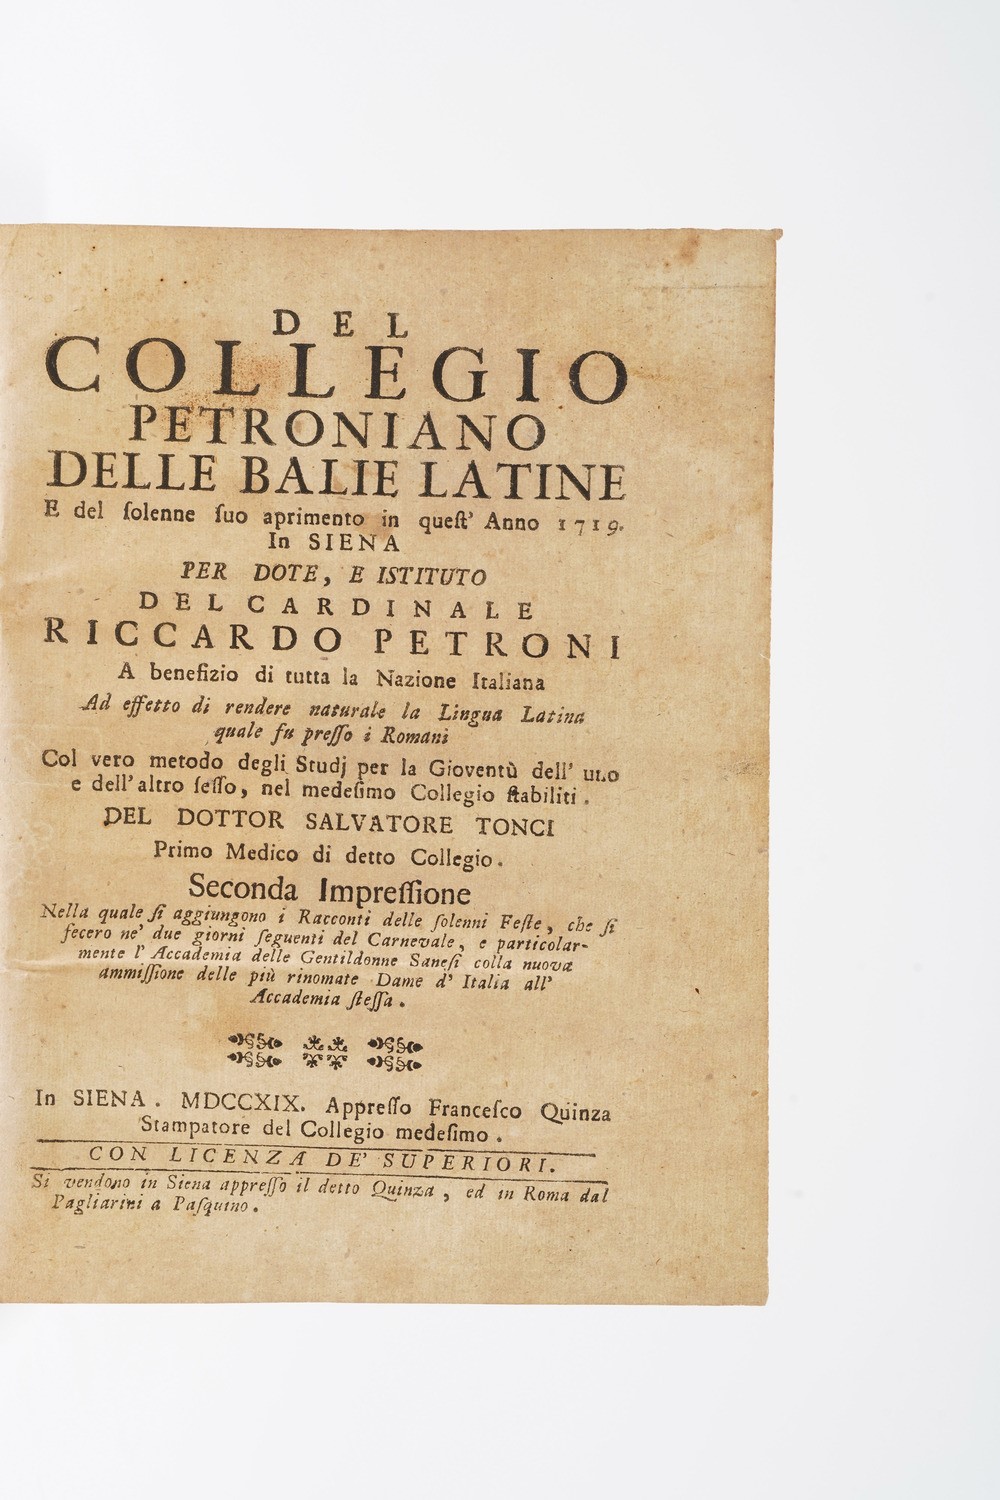 DEL
COLLEGIO
PETRONIANO
DELLE BALIE LATINE
E del ſolenne ſuo aprimento in queſt' Anno 1719.
In SIENA
PER DOTE, E ISTITUTO
DEL CARDINALE
RICCARDO PETRONI
A benefizio di tutta la Nazione Italiana
Ad effetto di rendere naturale la Lingua Latina
quale fu preſſo i Romani
Col vero metodo degli Studj per la Gioventù dell' uno
e dell' altro ſeſſo, nel medeſimo Collegio ſtabiliti.
DEL DOTTOR SALVATORE TONCI
Primo Medico di detto Collegio.
Seconda Impreſſione
Nella quale ſi aggiungono i Racconti delle ſolenni Feſte, che ſi
fecero ne' due giorni ſeguenti del Carnevale, e particolar-
mente l' Accademia delle Gentildonne Saneſi colla nuova
ammiſſione delle più rinomate Dame d' Italia all'
Accademia ſteſſa.
In SIENA. MDCCXIX. Appreſſo Franceſco Quinza
Stampatore del Collegio medeſimo.
CON LICENZA DE' SUPERIORI.
Si vendono in Siena appreſſo il detto Quinza, ed in Roma dal
Pagliarini a Paſquino.